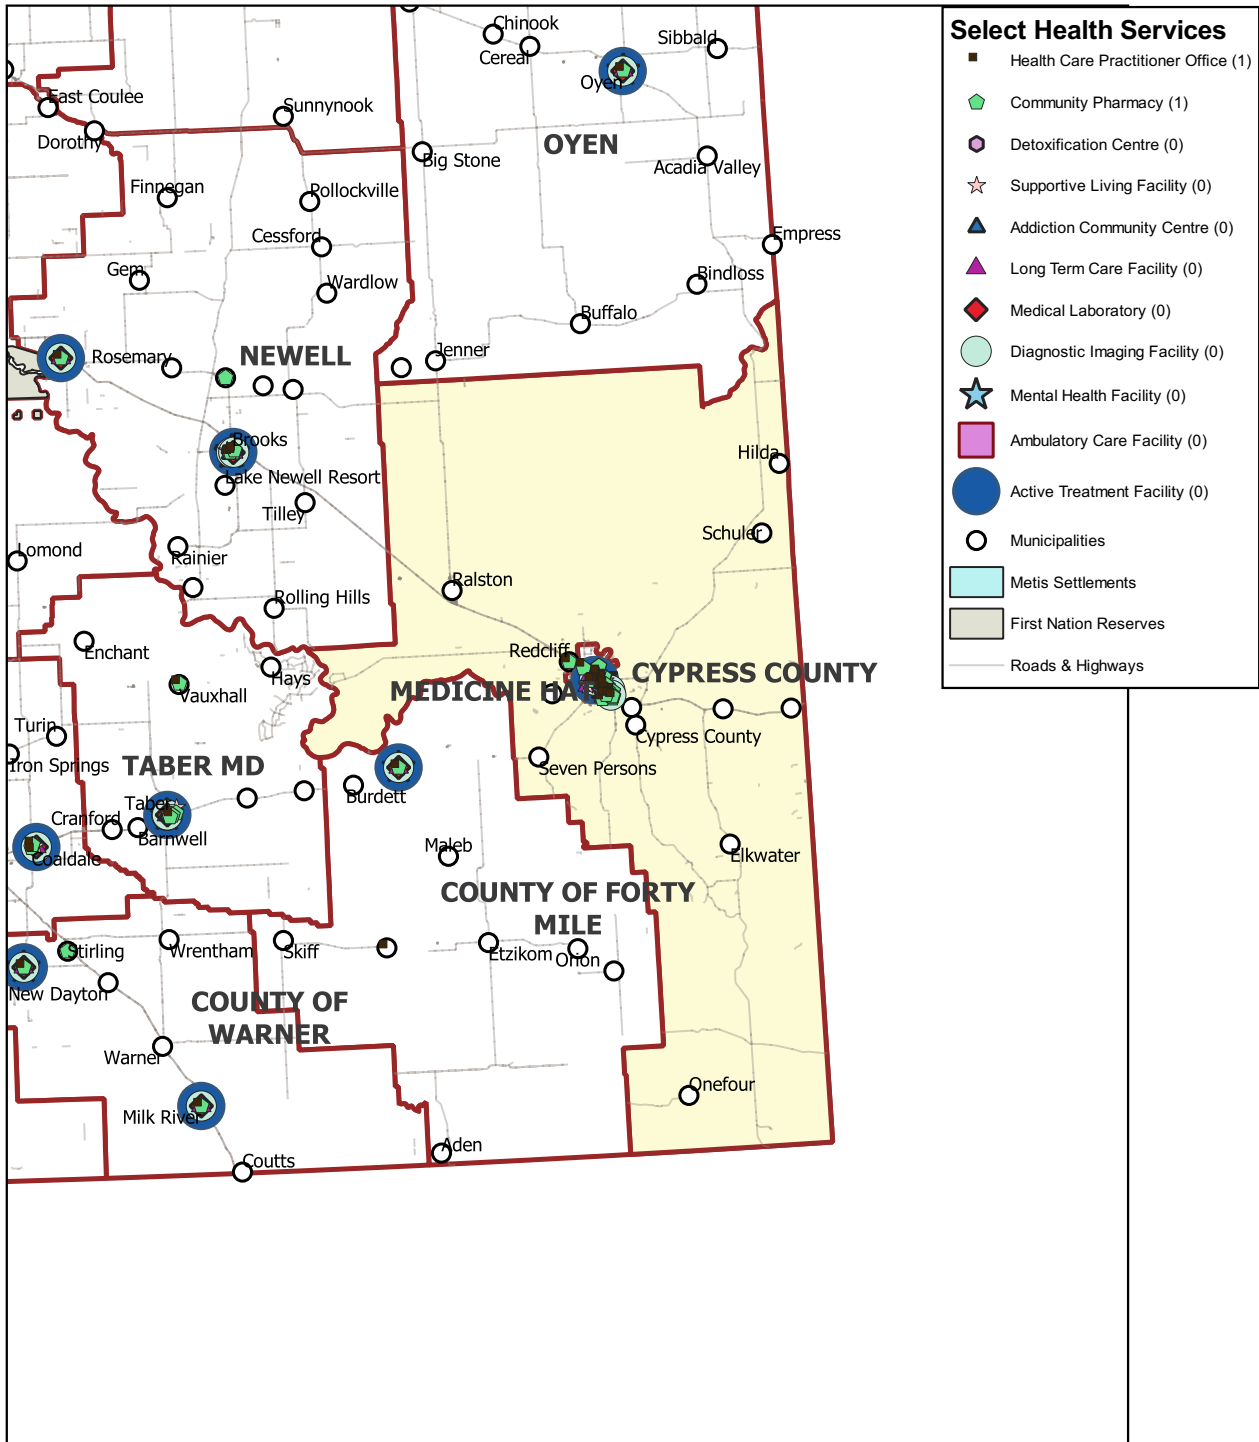 Chinook
Cereal
Sibbald
Oyen
East Coulee
Sunnynook
Dorothy
OYEN
Big Stone
Acadia Valley
Finnegan
Pollockville
Cessford
Empress
Gem
Wardlow
Bindloss
Buffalo
Rosemary
NEWELL
Jenner
Brooks
Hilda
Lake Newell Resort
Tilley
Schuler
Lomond
Rainier
Ralston
Rolling Hills
Enchant
Redcliff
Hays
CYPRESS COUNTY
Vauxhall
MEDICINE HAT
Turin
Cypress County
Iron Springs
TABER MD
Seven Persons
Burdett
Taber
Cranford
Barnwell
Coaldale
Maleb
Elkwater
COUNTY OF FORTY
MILE
Stirling
Wrentham
Skiff
Etzikom
Orion
New Dayton
COUNTY OF
WARNER
Warner
Onefour
Milk River
Aden
Coutts
Select Health Services
Health Care Practitioner Office (1)
Community Pharmacy (1)
Detoxification Centre (0)
Supportive Living Facility (0)
Addiction Community Centre (0)
Long Term Care Facility (0)
Medical Laboratory (0)
Diagnostic Imaging Facility (0)
Mental Health Facility (0)
Ambulatory Care Facility (0)
Active Treatment Facility (0)
Municipalities
Metis Settlements
First Nation Reserves
Roads & Highways